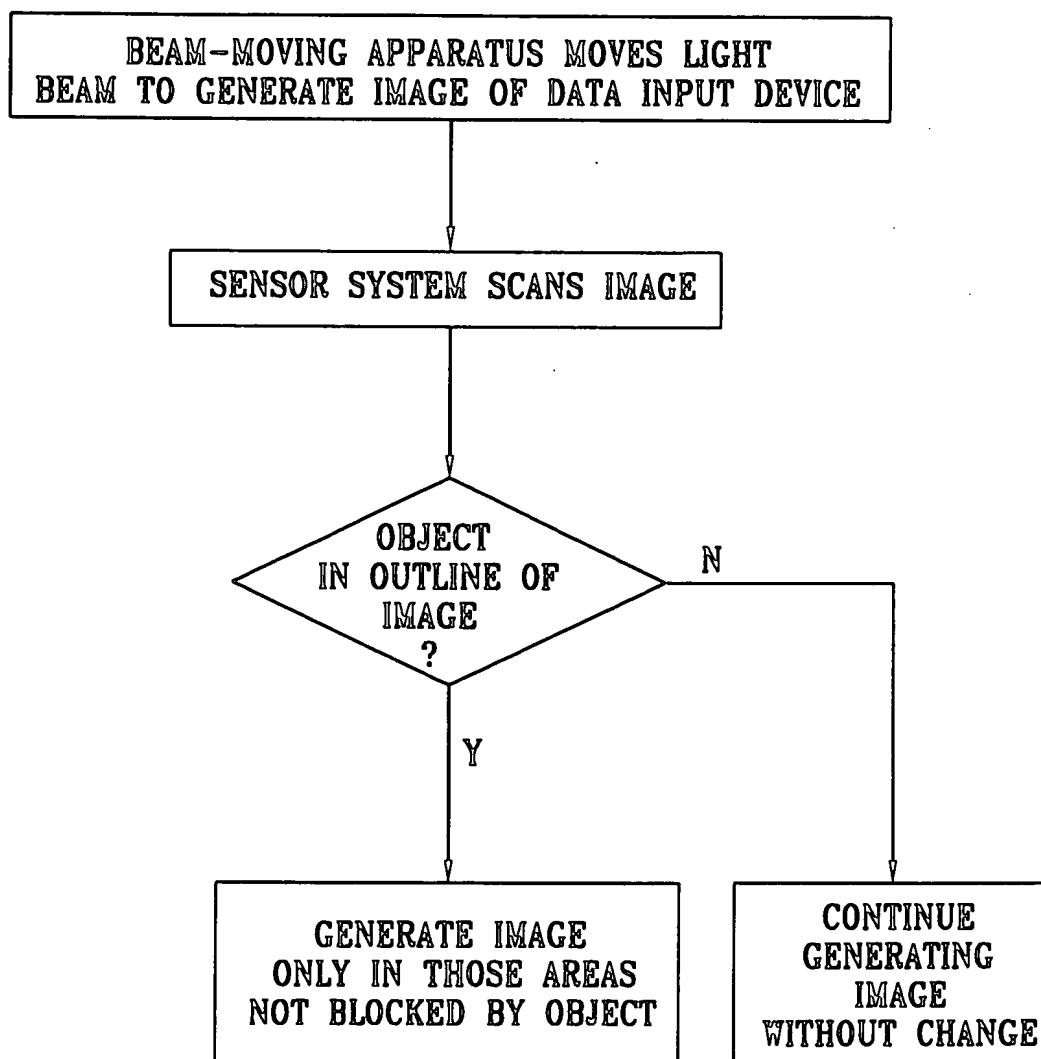 BEAM-MOVING APPARATUS MOVES LIGHT
BEAM TO GENERATE IMAGE OF DATA INPUT DEVICE
SENSOR SYSTEM SCANS IMAGE
OBJECT
IN OUTLINE OF
IMAGE
?
N
Y
GENERATE IMAGE
ONLY IN THOSE AREAS
NOT BLOCKED BY OBJECT
CONTINUE
GENERATING
IMAGE
WITHOUT CHANGE